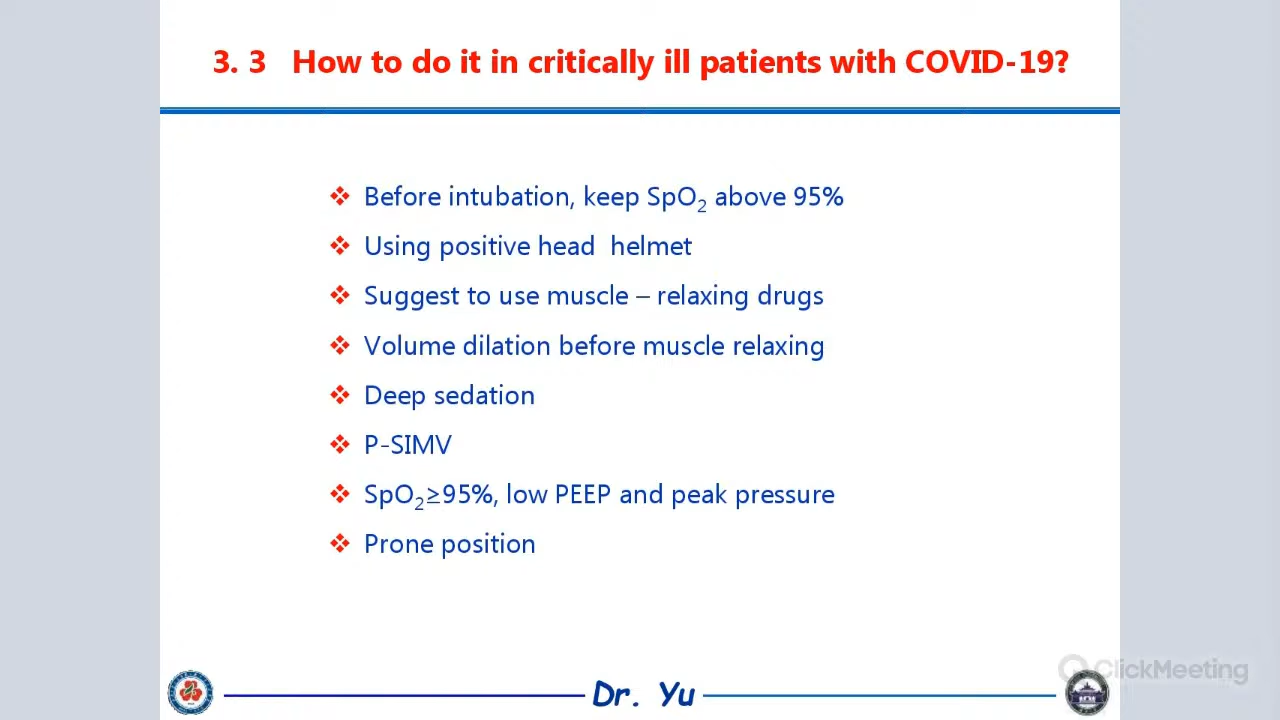 3. 3 How to do it in critically ill patients with COVID-19?
Before intubation, keep SpO₂ above 95%
Using positive head helmet
Suggest to use muscle – relaxing drugs
Volume dilation before muscle relaxing
Deep sedation
P-SIMV
SpO₂≥95%, low PEEP and peak pressure
Prone position
Dr. Yu
ClickMeeting